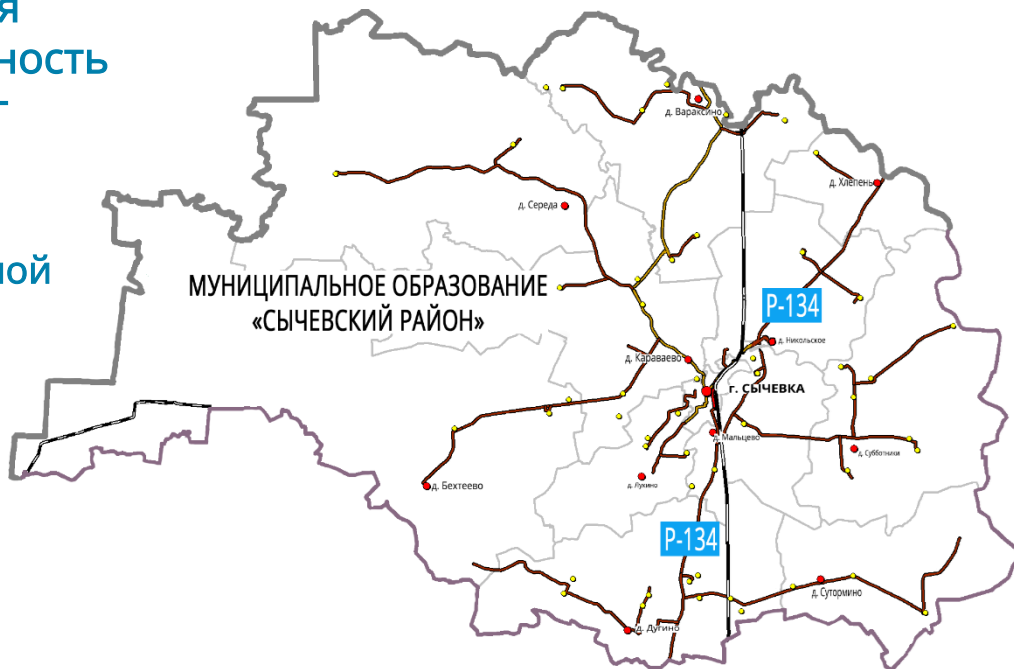 я
ность
ной
д. Вараксино
д. Хлепень
д. Середа
МУНИЦИПАЛЬНОЕ ОБРАЗОВАНИЕ
«СЫЧЕВСКИЙ РАЙОН»
Р-134
д. Никольское
д. Караваево
г. СЫЧЕВКА
д. Мальцево
д. Субботники
д. Лукино
д. Бехтеево
Р-134
д. Сутормино
д. Дугино